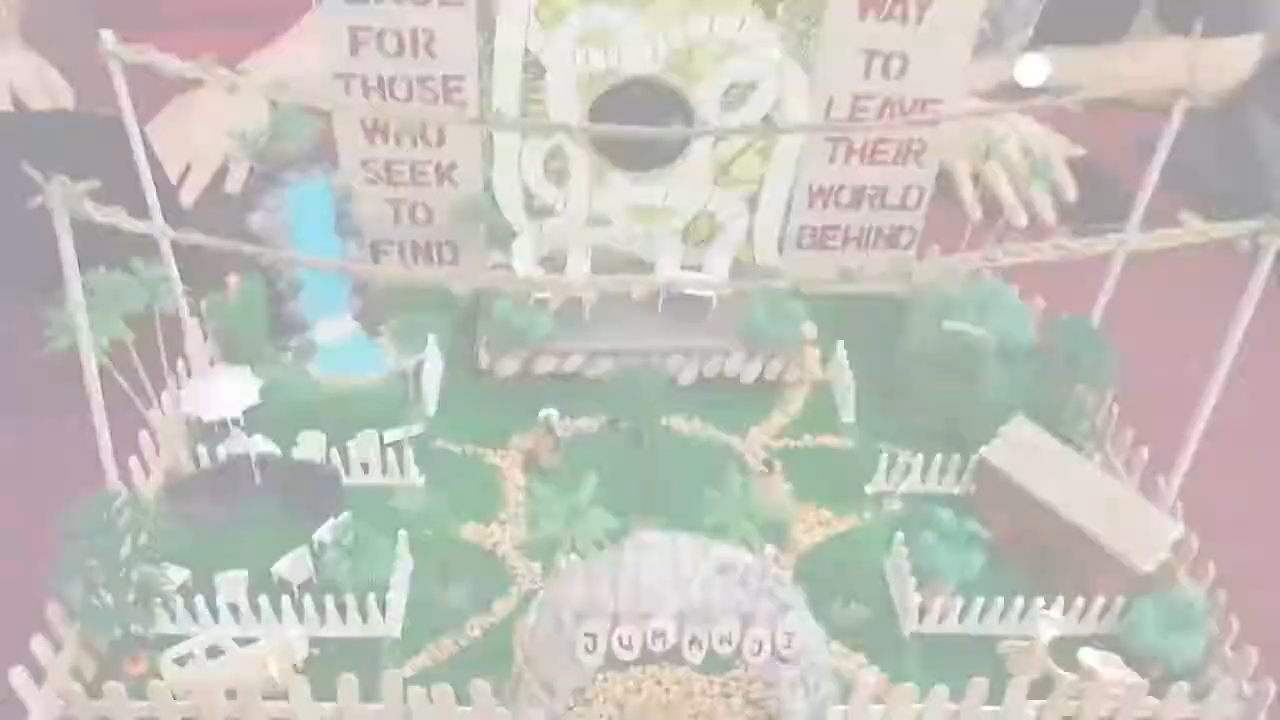 FOR
THOSE
WHO
SEEK
TO
FIND
WAY
TO
LEAVE
THEIR
WORLD
BEHIND
JUMANJI